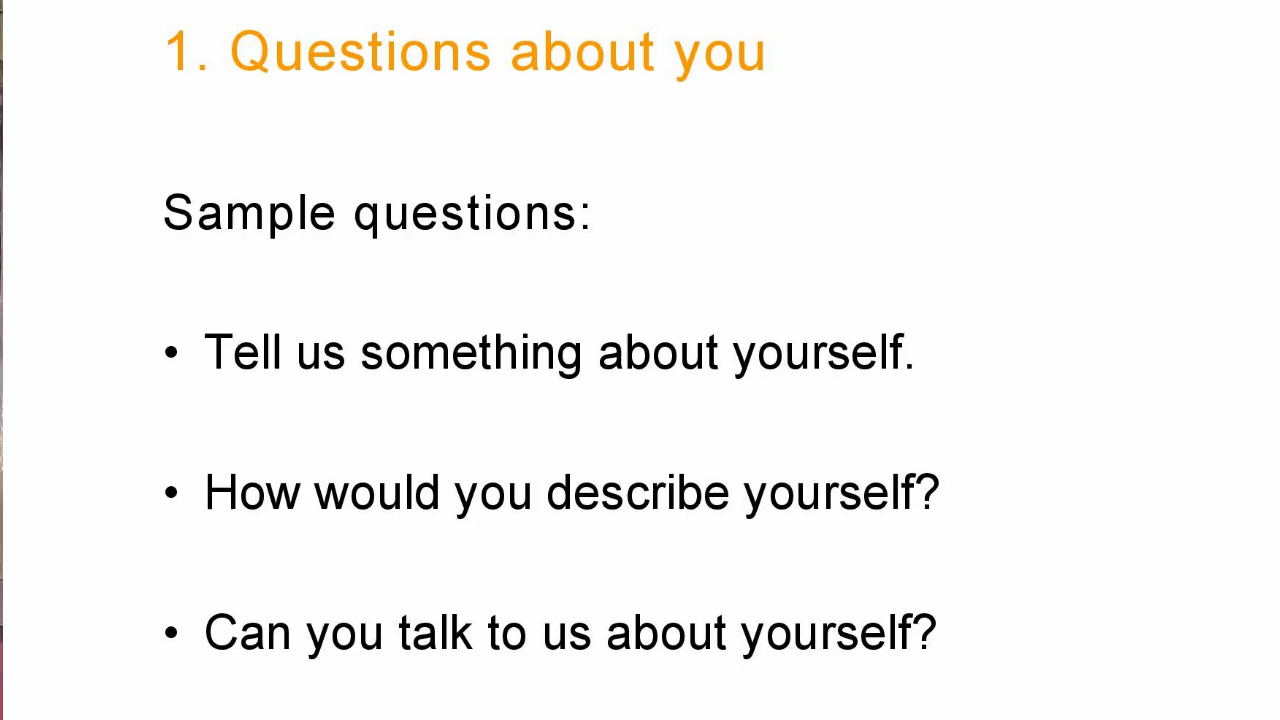 1. Questions about you
Sample questions:
• Tell us something about yourself.
• How would you describe yourself?
• Can you talk to us about yourself?